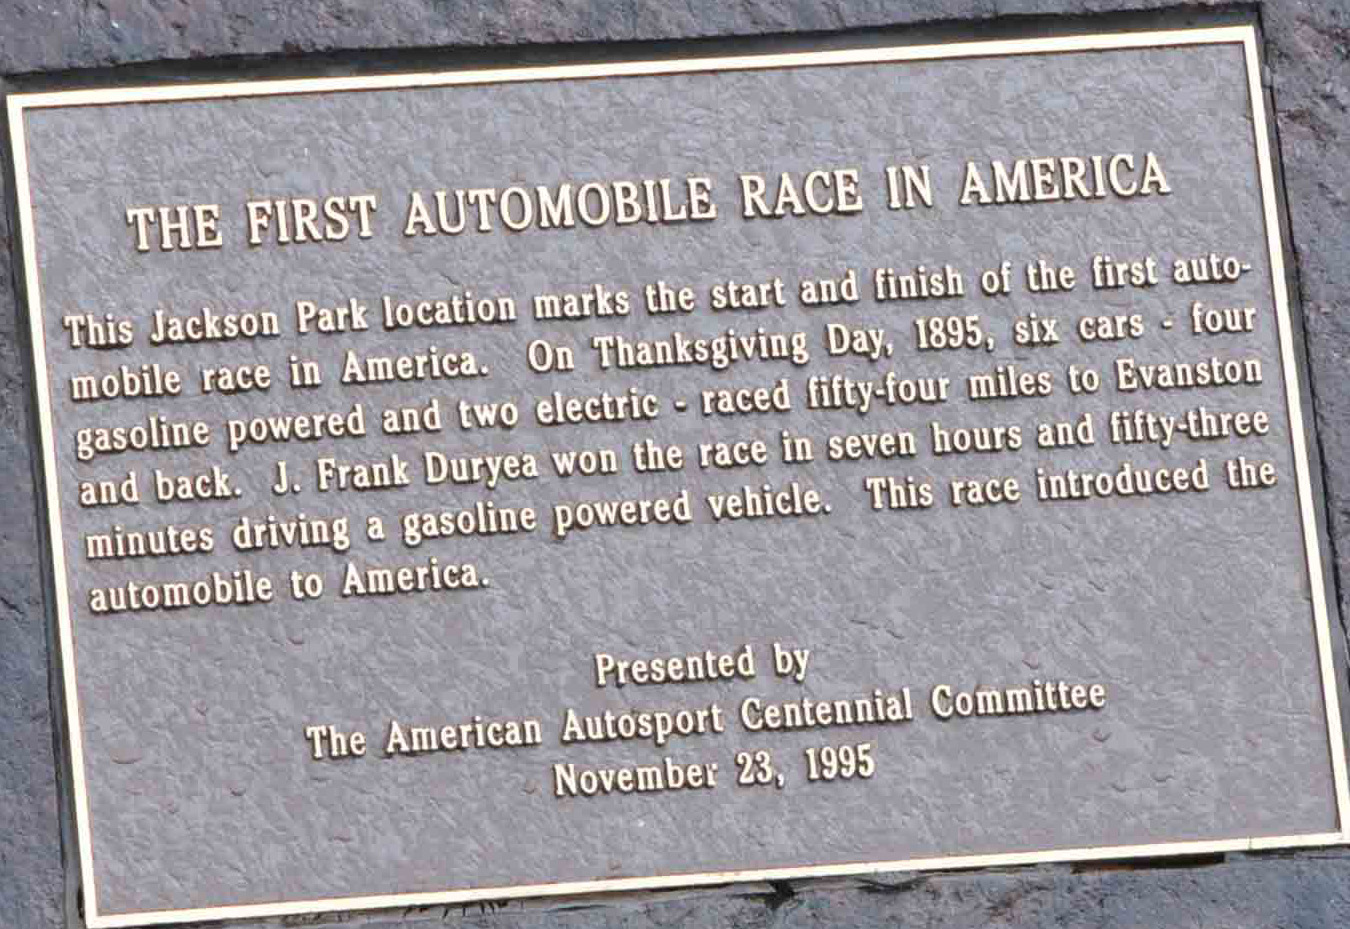 THE FIRST AUTOMOBILE RACE IN AMERICA
This Jackson Park location marks the start and finish of the first auto-
mobile race in America. On Thanksgiving Day, 1895, six cars - four
gasoline powered and two electric - raced fifty-four miles to Evanston
and back. J. Frank Duryea won the race in seven hours and fifty-three
minutes driving a gasoline powered vehicle. This race introduced the
automobile to America.
Presented by
The American Autosport Centennial Committee
November 23, 1995